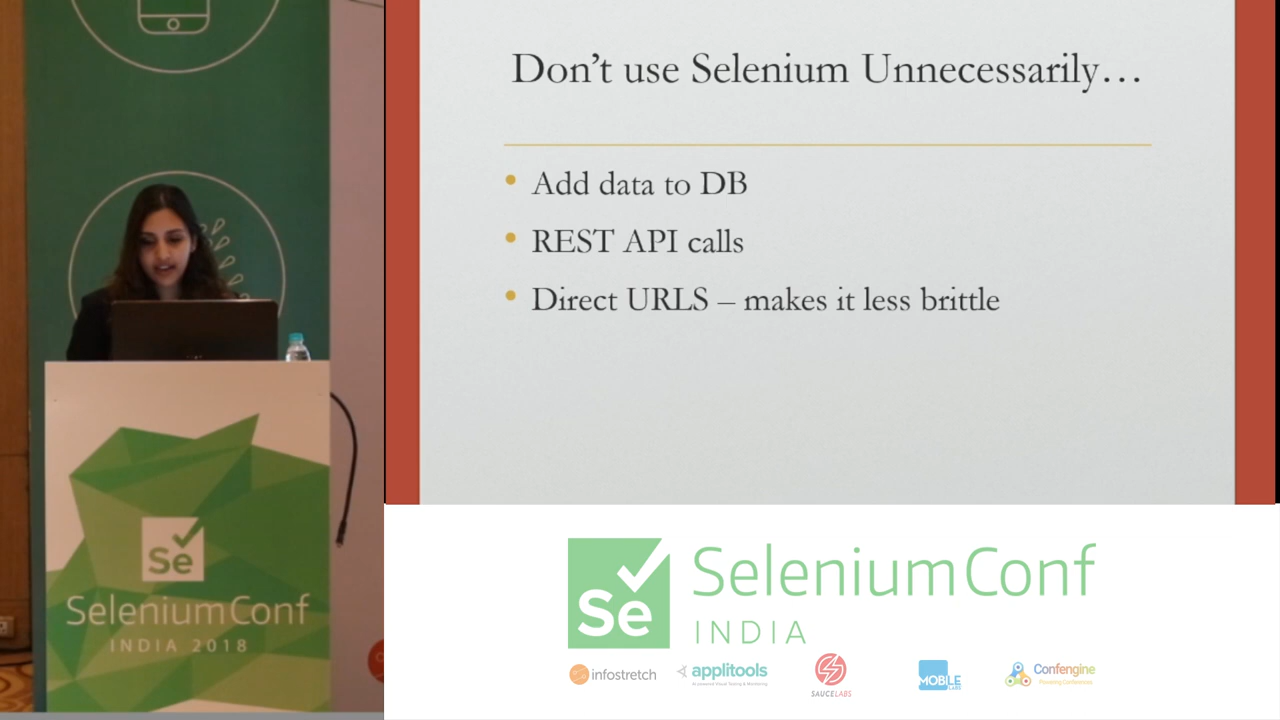 Don't use Selenium Unnecessarily…
• Add data to DB
• REST API calls
• Direct URLS – makes it less brittle
Se
SeleniumConf
INDIA 2018
Se
SeleniumConf
INDIA
infostretch
applitools
SAUCELABS
MOBILE
LABS
Confengine